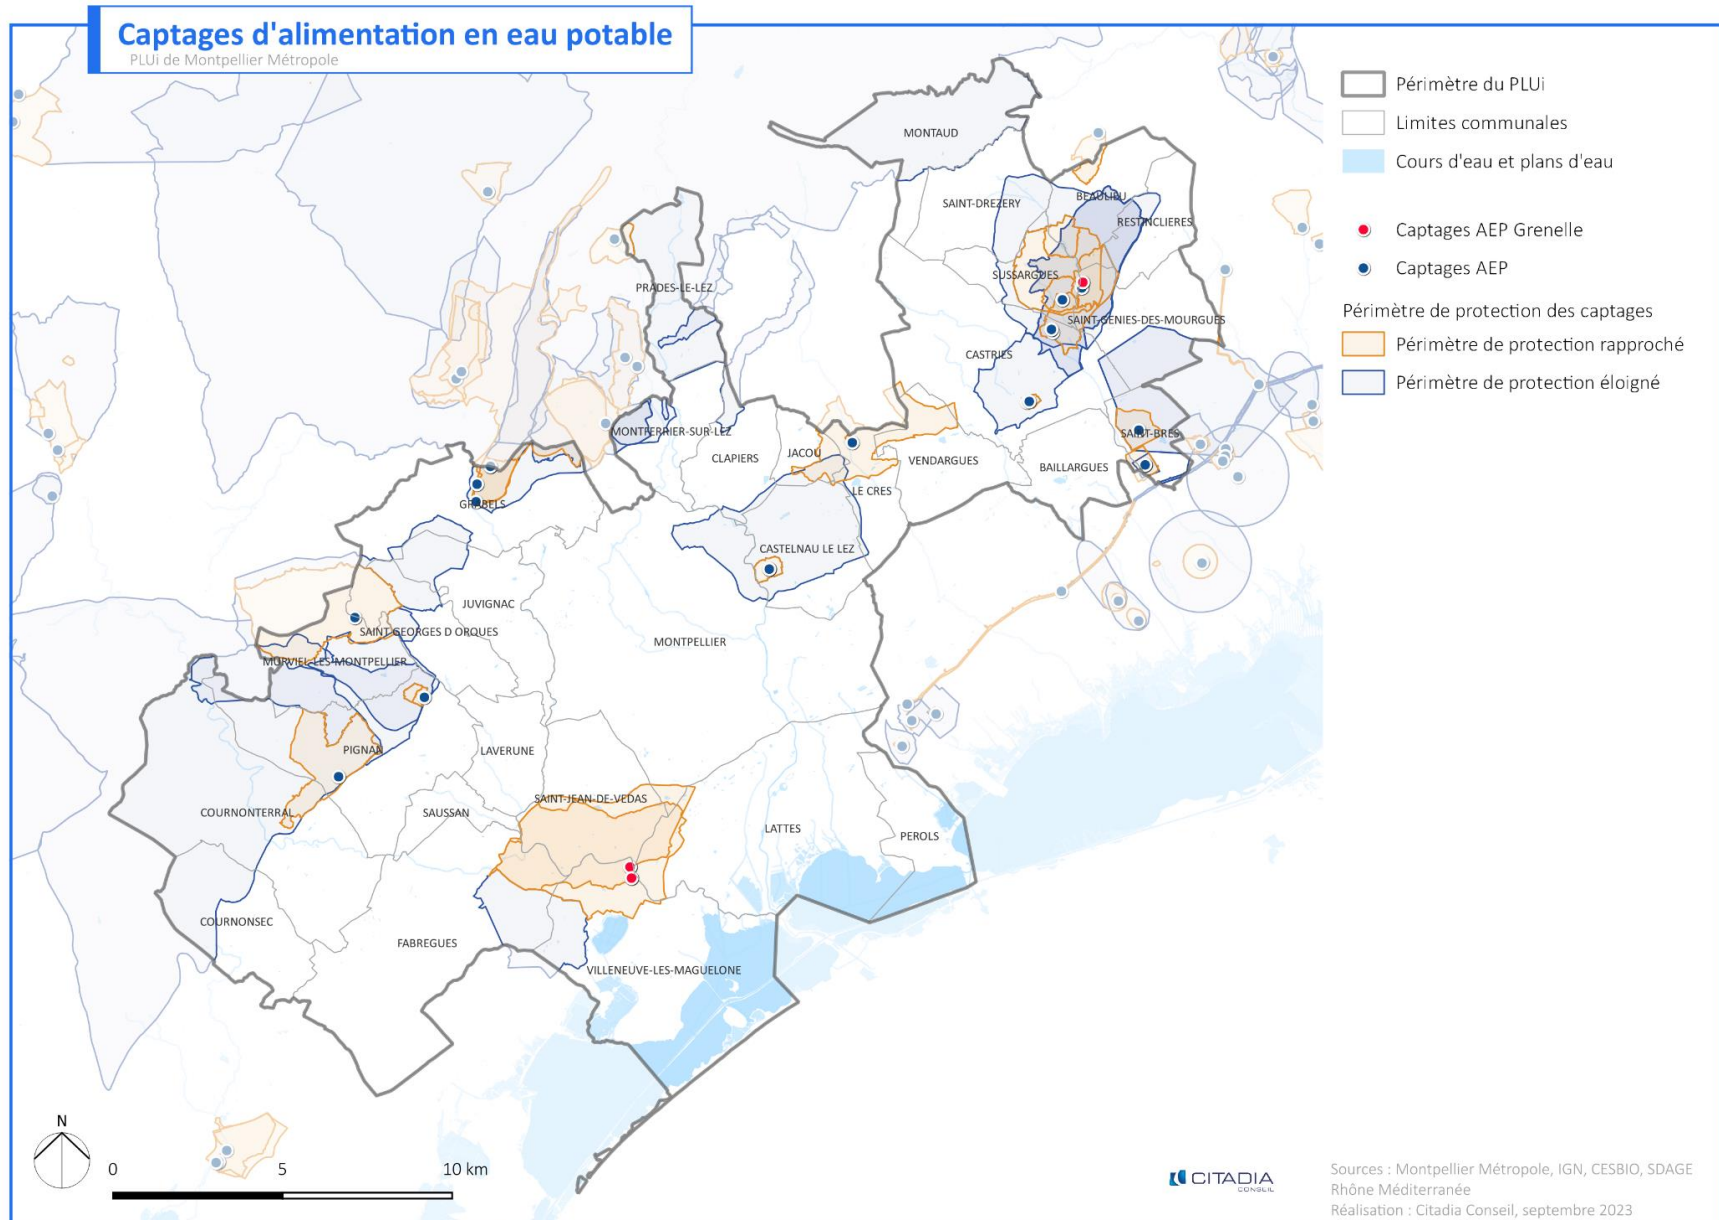 Captages d'alimentation en eau potable
PLUi de Montpellier Métropole
Périmètre du PLUi
Limites communales
Cours d'eau et plans d'eau
Captages AEP Grenelle
Captages AEP
Périmètre de protection des captages
Périmètre de protection rapproché
Périmètre de protection éloigné
MONTAUD
BEAULIEU
SAINT-DREZERY
RESTINCLIERES
SUSSARGUES
PRADES-LE-LEZ
SAINT-GENIES-DES-MOURGUES
CASTRIES
MONTFERRIER-SUR-LEZ
SAINT-BRES
CLAPIERS
JACOU
VENDARGUES
BAILLARGUES
LE CRES
GRABELS
CASTELNAU LE LEZ
JUVIGNAC
SAINT GEORGES D ORQUES
MONTPELLIER
MURVIEL-LES-MONTPELLIER
PIGNAN
LAVERUNE
SAINT-JEAN-DE-VEDAS
COURNONTERRAL
SAUSSAN
LATTES
PEROLS
COURNONSEC
FABREGUES
VILLENEUVE-LES-MAGUELONE
N
0 5 10 km
CITADIA
CONSEIL
Sources : Montpellier Métropole, IGN, CESBIO, SDAGE
Rhône Méditerranée
Réalisation : Citadia Conseil, septembre 2023